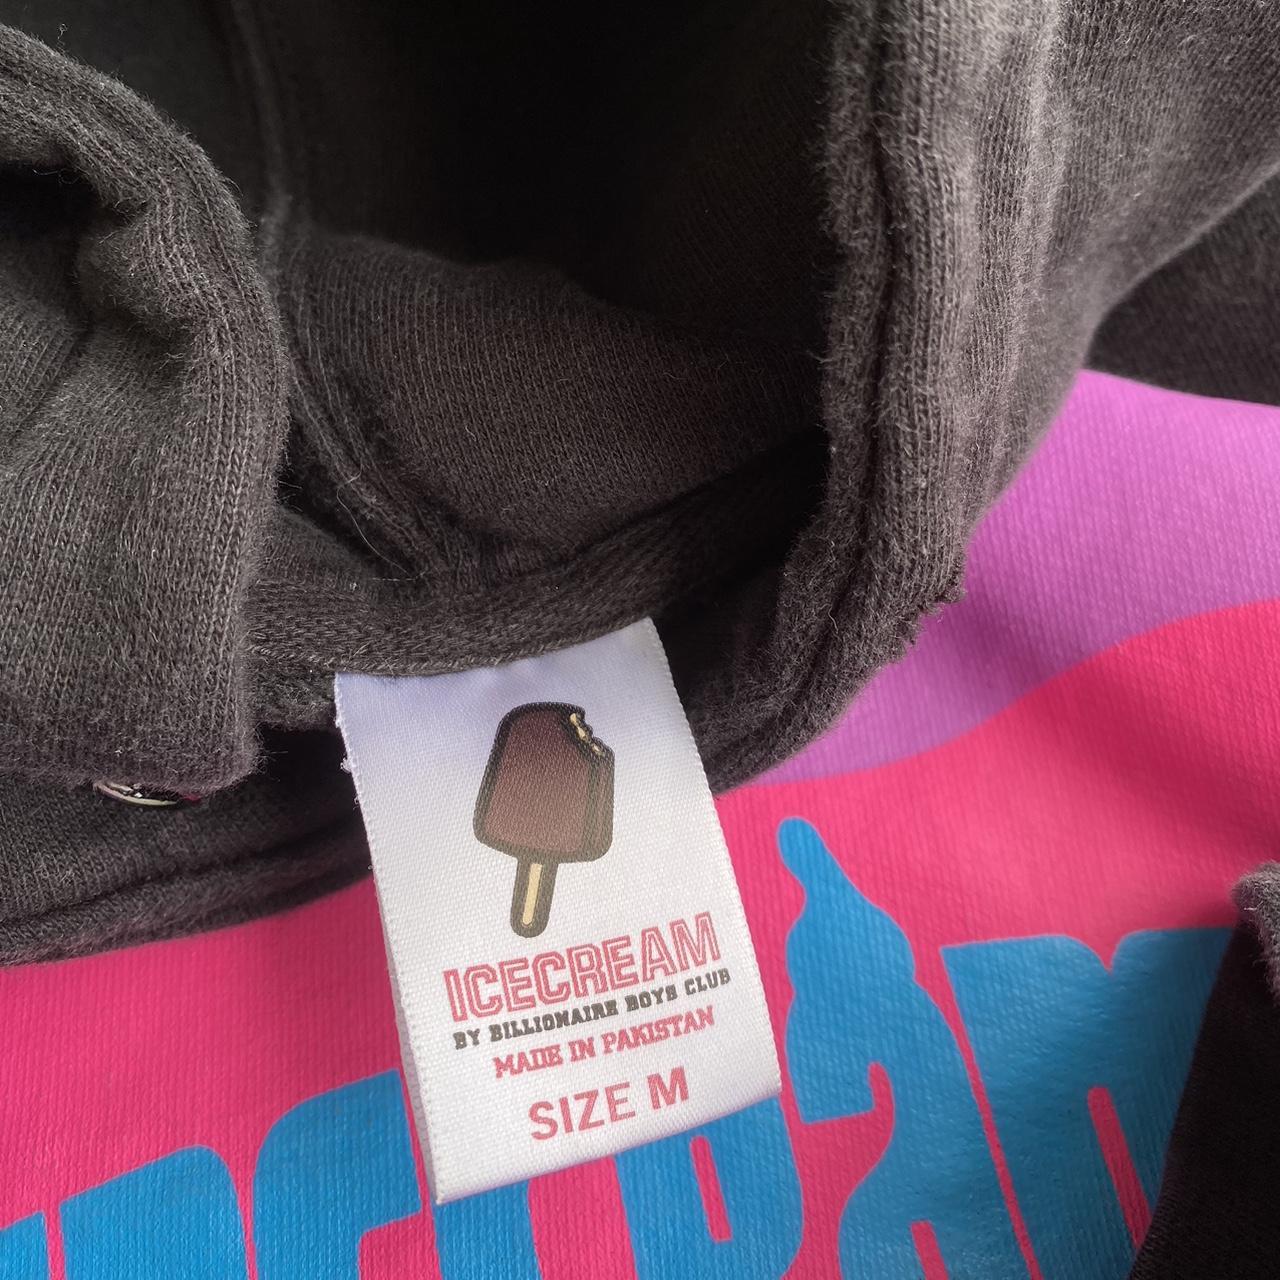 ICECREAM
BY BILLIONAIRE BOYS CLUB
MADE IN PAKISTAN
SIZE M